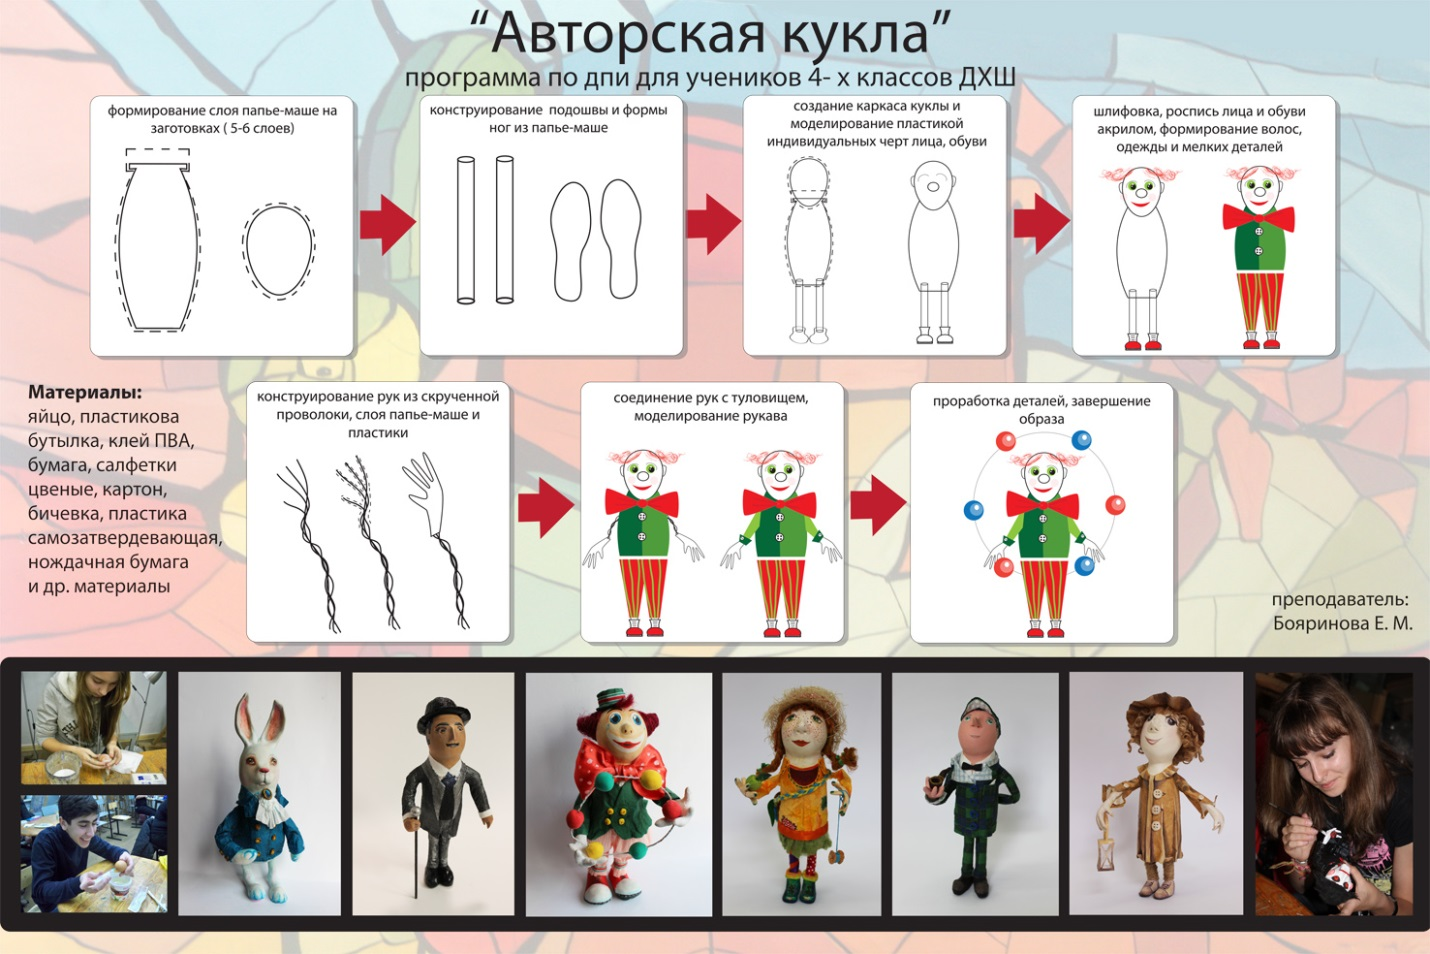 “Авторская кукла”
программа по дпи для учеников 4- х классов ДХШ
формирование слоя папье-маше на
заготовках ( 5-6 слоев)
конструирование подошвы и формы
ног из папье-маше
создание каркаса куклы и
моделирование пластикой
индивидуальных черт лица, обуви
шлифовка, роспись лица и обуви
акрилом, формирование волос,
одежды и мелких деталей
Материалы:
яйцо, пластикова
бутылка, клей ПВА,
бумага, салфетки
цвеные, картон,
бичевка, пластика
самозатвердевающая,
нождачная бумага
и др. материалы
конструирование рук из скрученной
проволоки, слоя папье-маше и
пластики
соединение рук с туловищем,
моделирование рукава
проработка деталей, завершение
образа
преподаватель:
Бояринова Е. М.